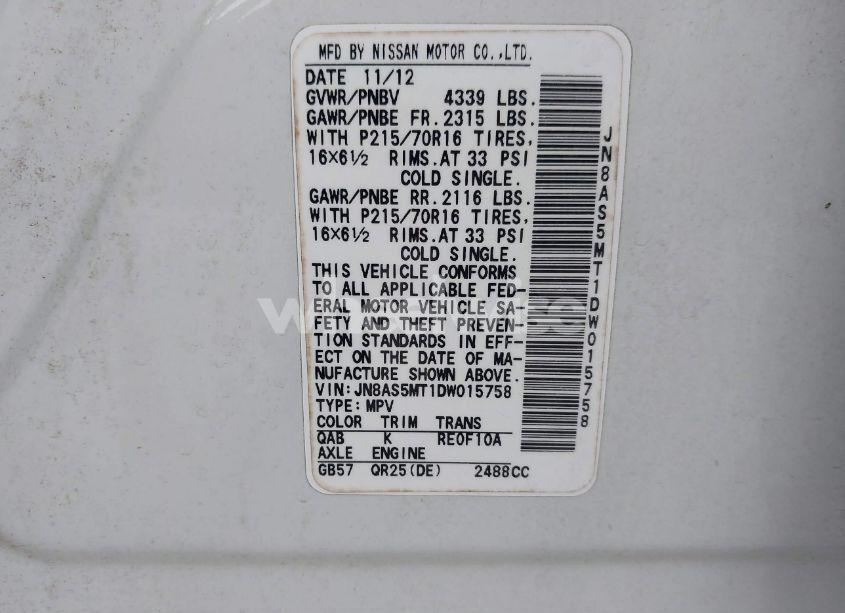 MFD BY NISSAN MOTOR CO.,LTD.
DATE 11/12
GVWR/PNBV 4339 LBS.
GAWR/PNBE FR.2315 LBS.
WITH P215/70R16 TIRES,
16×6½ RIMS.AT 33 PSI
COLD SINGLE.
GAWR/PNBE RR.2116 LBS.
WITH P215/70R16 TIRES,
16×6½ RIMS.AT 33 PSI
COLD SINGLE.
THIS VEHICLE CONFORMS
TO ALL APPLICABLE FED-
ERAL MOTOR VEHICLE SA-
FETY AND THEFT PREVEN-
TION STANDARDS IN EFF-
ECT ON THE DATE OF MA-
NUFACTURE SHOWN ABOVE.
VIN:JN8AS5MT1DW015758
TYPE:MPV
COLOR TRIM TRANS
QAB K RE0F10A
AXLE ENGINE
GB57 QR25(DE) 2488CC
JN8AS5MT1DW015758